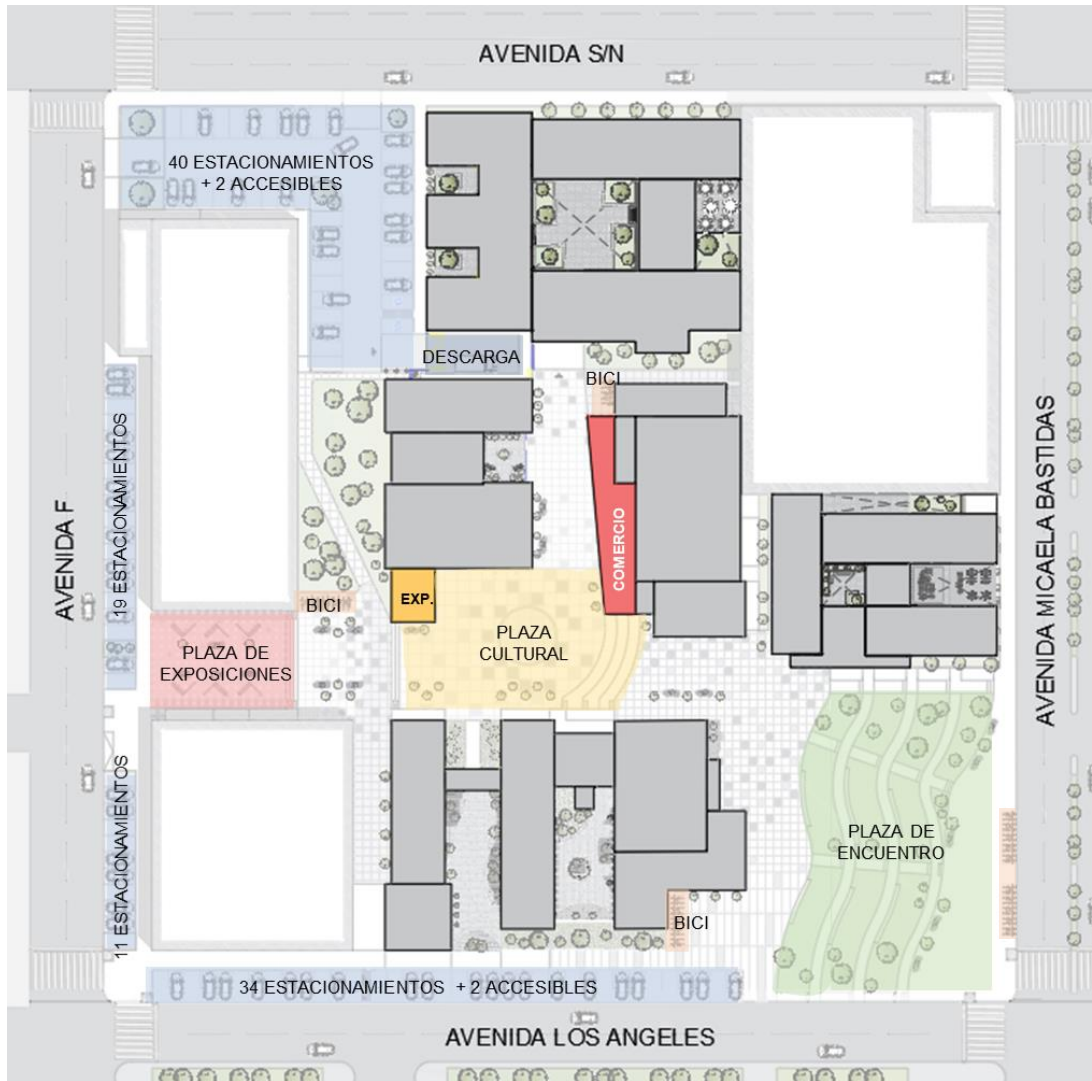 AVENIDA S/N
40 ESTACIONAMIENTOS
+ 2 ACCESIBLES
DESCARGA
BICI
19 ESTACIONAMIENTOS
AVENIDA F
COMERCIO
AVENIDA MICAELA BASTIDAS
EXP.
BICI
PLAZA
CULTURAL
PLAZA DE
EXPOSICIONES
11 ESTACIONAMIENTOS
PLAZA DE
ENCUENTRO
BICI
34 ESTACIONAMIENTOS + 2 ACCESIBLES
AVENIDA LOS ANGELES